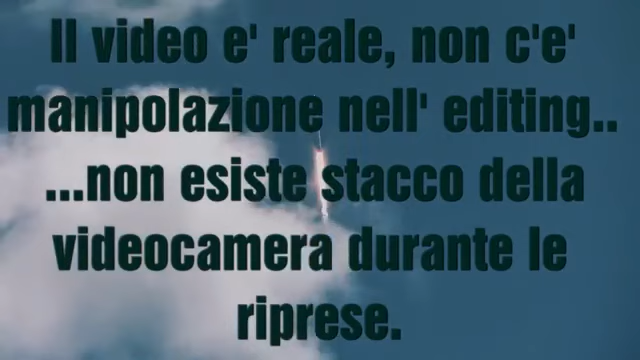 Il video e' reale, non c'e'
manipolazione nell' editing..
...non esiste stacco della
videocamera durante le
riprese.